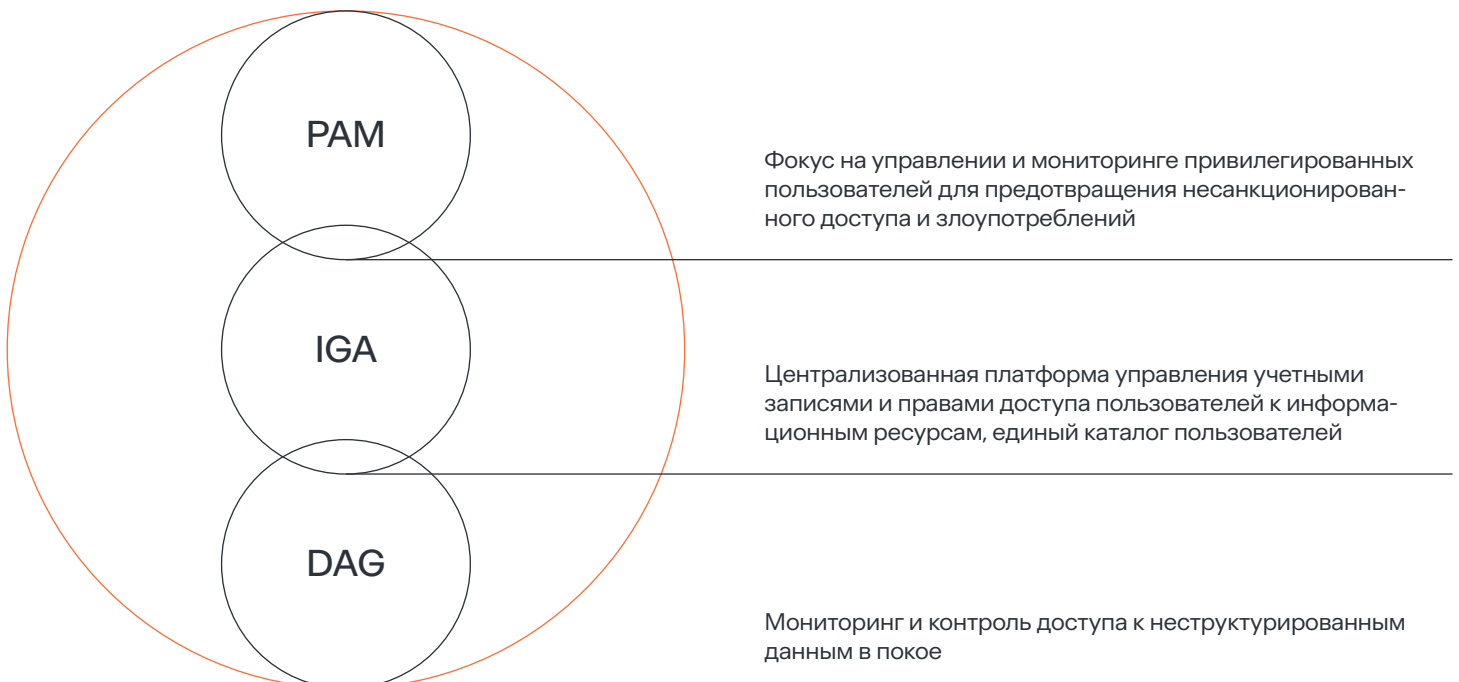 PAM
Фокус на управлении и мониторинге привилегированных
пользователей для предотвращения несанкционирован-
ного доступа и злоупотреблений
IGA
Централизованная платформа управления учетными
записями и правами доступа пользователей к информа-
ционным ресурсам, единый каталог пользователей
DAG
Мониторинг и контроль доступа к неструктурированным
данным в покое